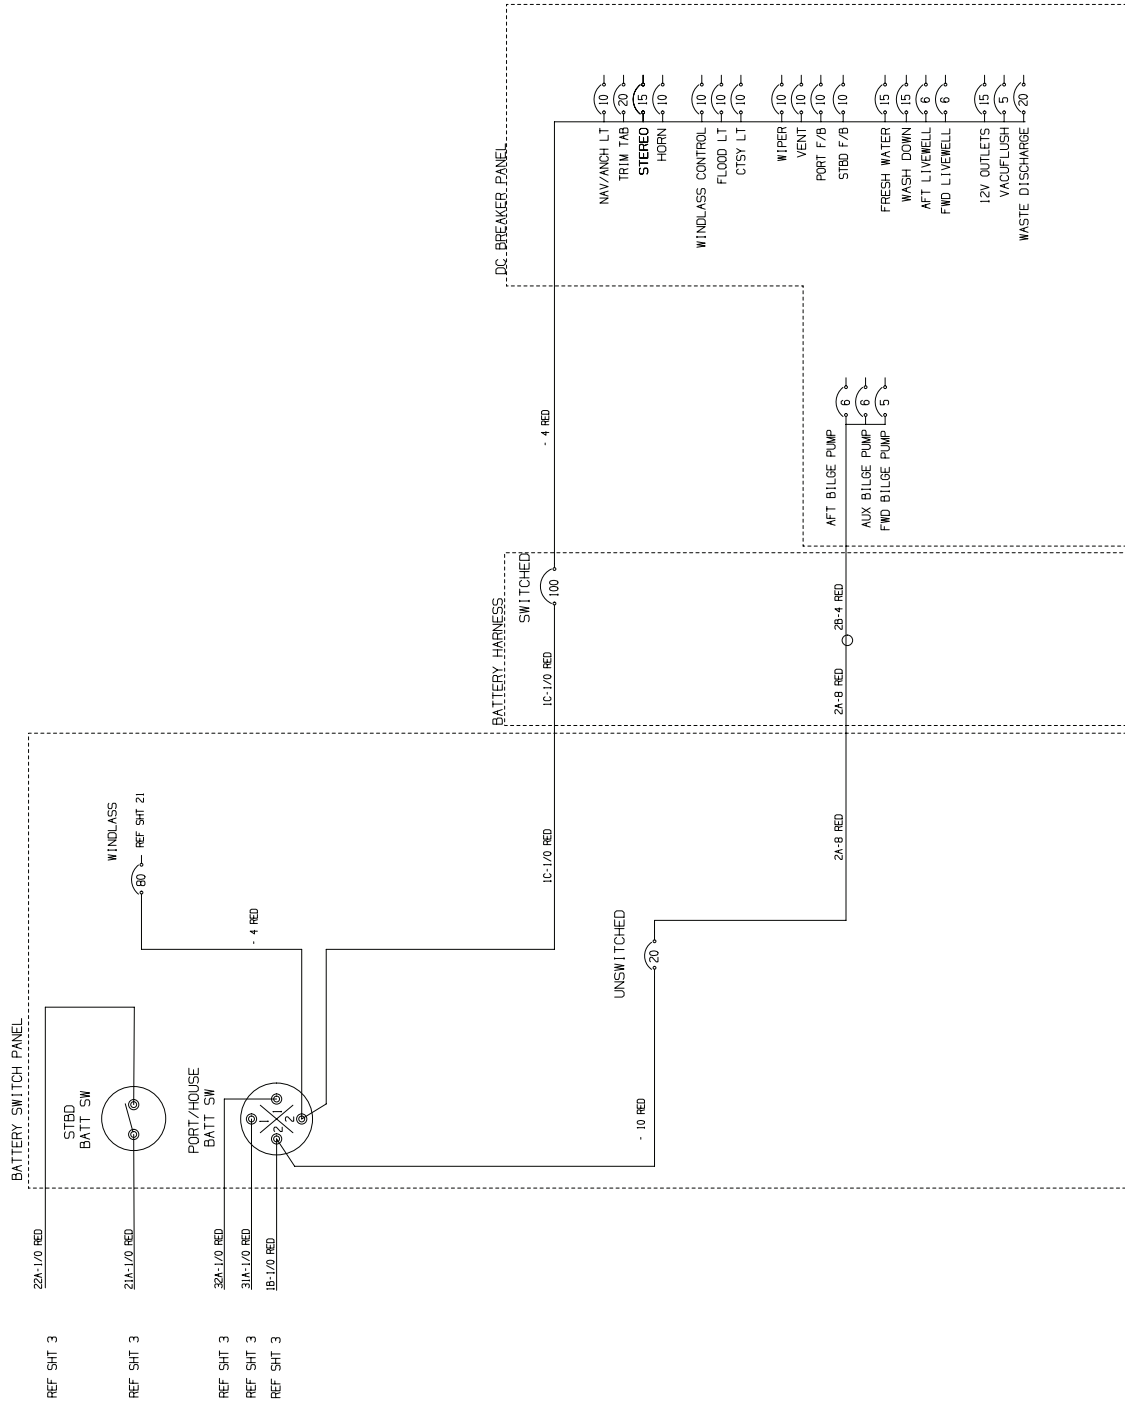 BATTERY SWITCH PANEL
STBD
BATT SW
PORT/HOUSE
BATT SW
1
1
2
2
22A-1/0 RED
21A-1/0 RED
32A-1/0 RED
31A-1/0 RED
1B-1/0 RED
REF SHT 3
REF SHT 3
REF SHT 3
REF SHT 3
REF SHT 3
WINDLASS
REF SHT 21
80
- 4 RED
- 10 RED
UNSWITCHED
20
1C-1/0 RED
2A-8 RED
BATTERY HARNESS
SWITCHED
100
1C-1/0 RED
2A-8 RED
2B-4 RED
- 4 RED
DC BREAKER PANEL
NAV/ANCH LT 10
TRIM TAB 20
STEREO 15
HORN 10
WINDLASS CONTROL 10
FLOOD LT 10
CTSY LT 10
WIPER 10
VENT 10
PORT F/B 10
STBD F/B 10
FRESH WATER 15
WASH DOWN 15
AFT LIVEWELL 6
FWD LIVEWELL 6
12V OUTLETS 15
VACUFLUSH 5
WASTE DISCHARGE 20
AFT BILGE PUMP 6
AUX BILGE PUMP 6
FWD BILGE PUMP 5